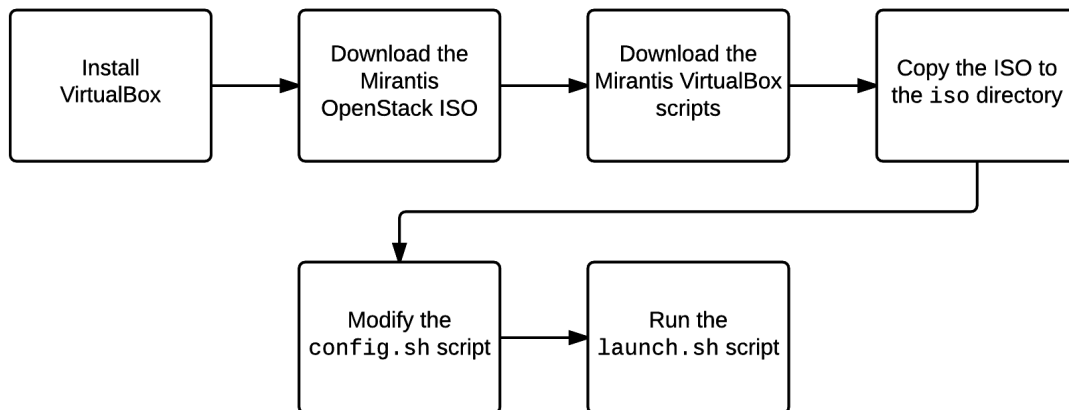 Install
VirtualBox
Download the
Mirantis
OpenStack ISO
Download the
Mirantis VirtualBox
scripts
Copy the ISO to
the iso directory
Modify the
config.sh script
Run the
launch.sh script